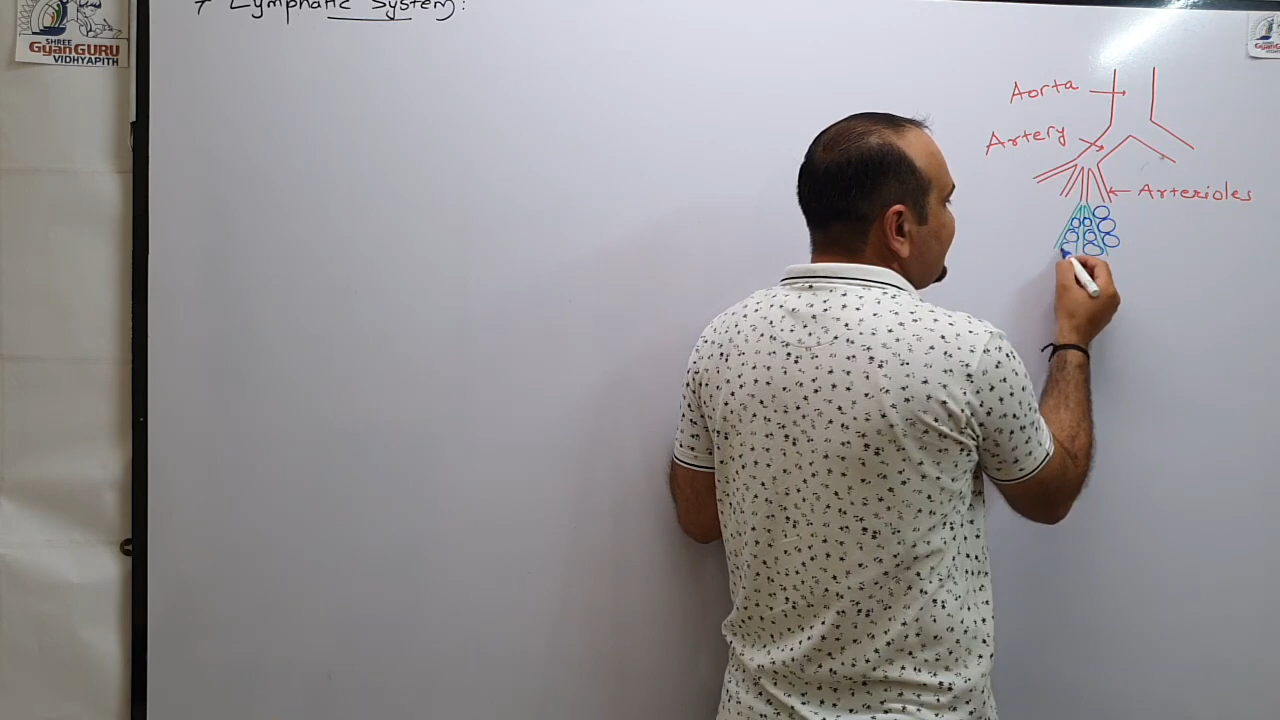 Lymphatic System:
SHREE
GyanGURU
VIDHYAPITH
Aorta
Artery
Arterioles